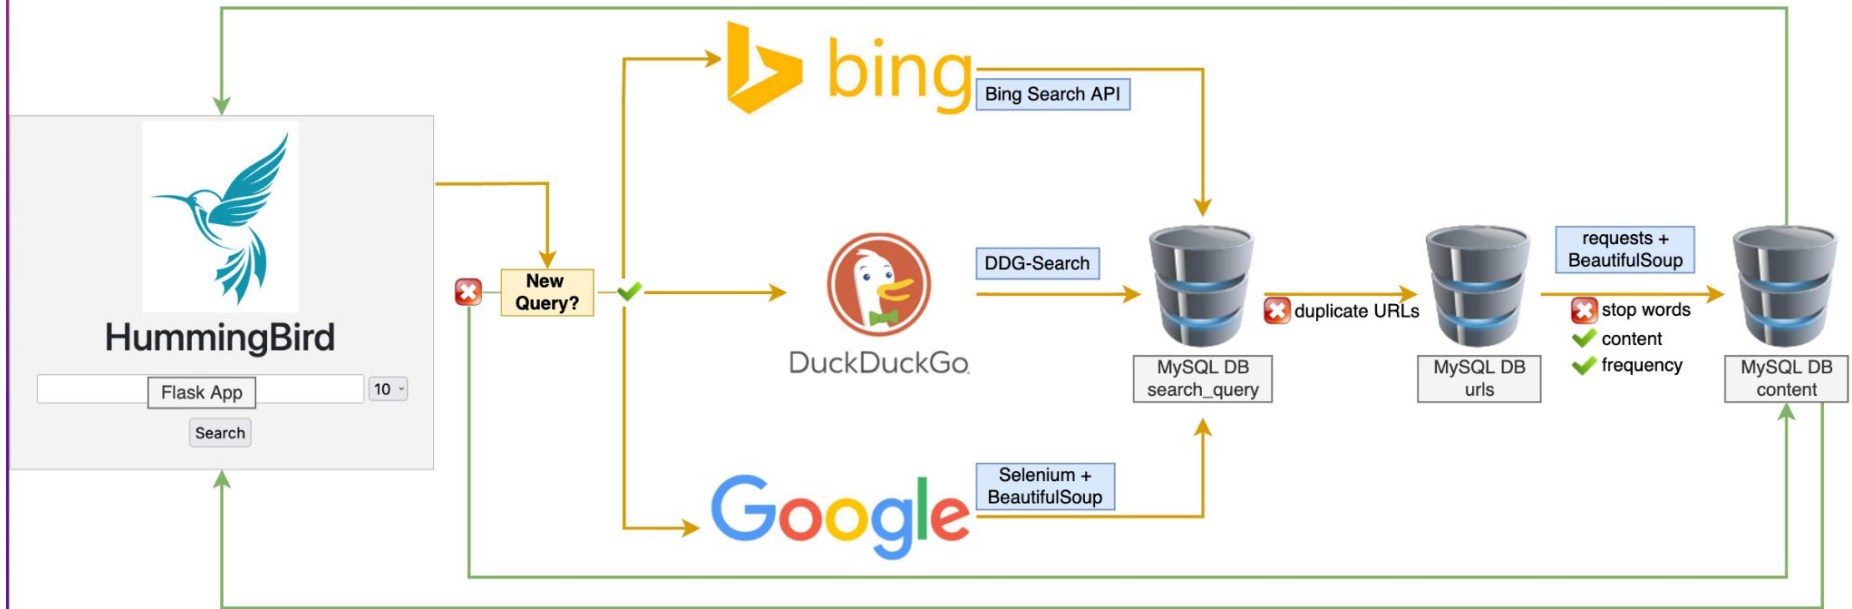 HummingBird
Flask App
10
Search
New
Query?
bing
Bing Search API
DuckDuckGo
DDG-Search
Google
Selenium +
BeautifulSoup
MySQL DB
search_query
duplicate URLs
MySQL DB
urls
requests +
BeautifulSoup
stop words
content
frequency
MySQL DB
content